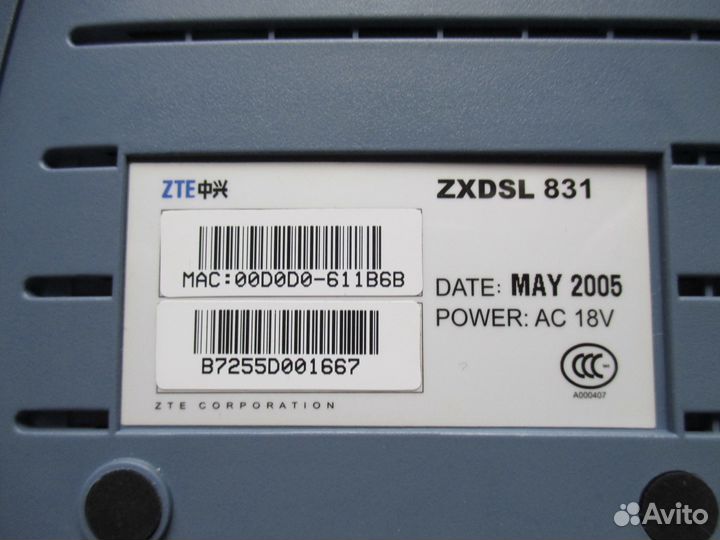 ZTE中兴
ZXDSL 831
MAC:00D0D0-611B6B
DATE: MAY 2005
POWER: AC 18V
B7255D001667
CCC
A000407
ZTE CORPORATION
Avito